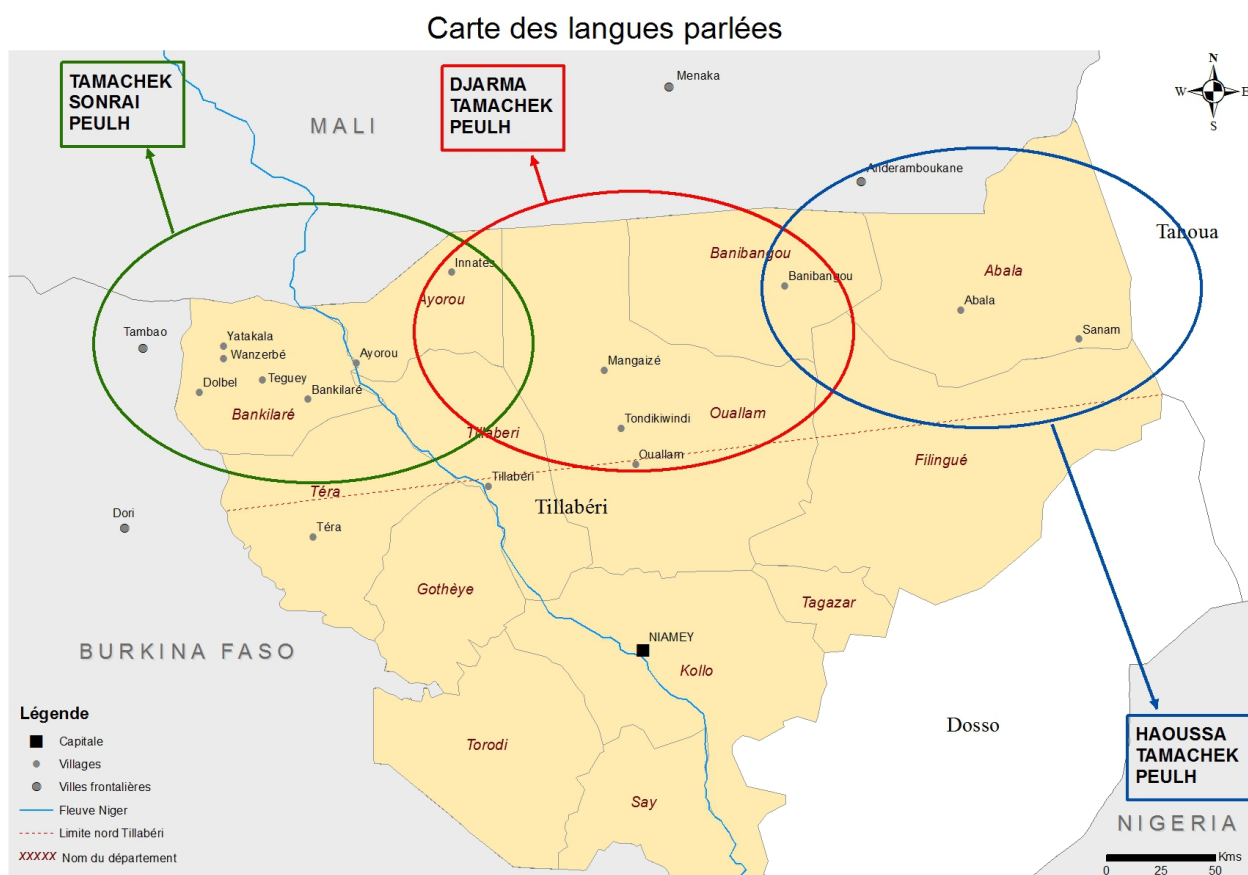 Carte des langues parlées
TAMACHEK
SONRAI
PEULH
DJARMA
TAMACHEK
PEULH
Menaka
N
W
E
S
MALI
Anderamboukane
Tahoua
Innates
Ayorou
Banibangou
Banibangou
Abala
Abala
Sanam
Tambao
Yatakala
Wanzerbé
Ayorou
Teguey
Dolbel
Bankilaré
Bankilaré
Mangaizé
Tondikiwindi
Ouallam
Ouallam
Tillaberi
Filingué
Tillabéri
Tillabéri
Téra
Téra
Dori
Gothèye
Tagazar
NIAMEY
Kollo
BURKINA FASO
Torodi
Say
Dosso
HAOUSSA
TAMACHEK
PEULH
NIGERIA
Légende
Capitale
Villages
Villes frontalières
Fleuve Niger
Limite nord Tillabéri
XXXXX Nom du département
Kms
0 25 50